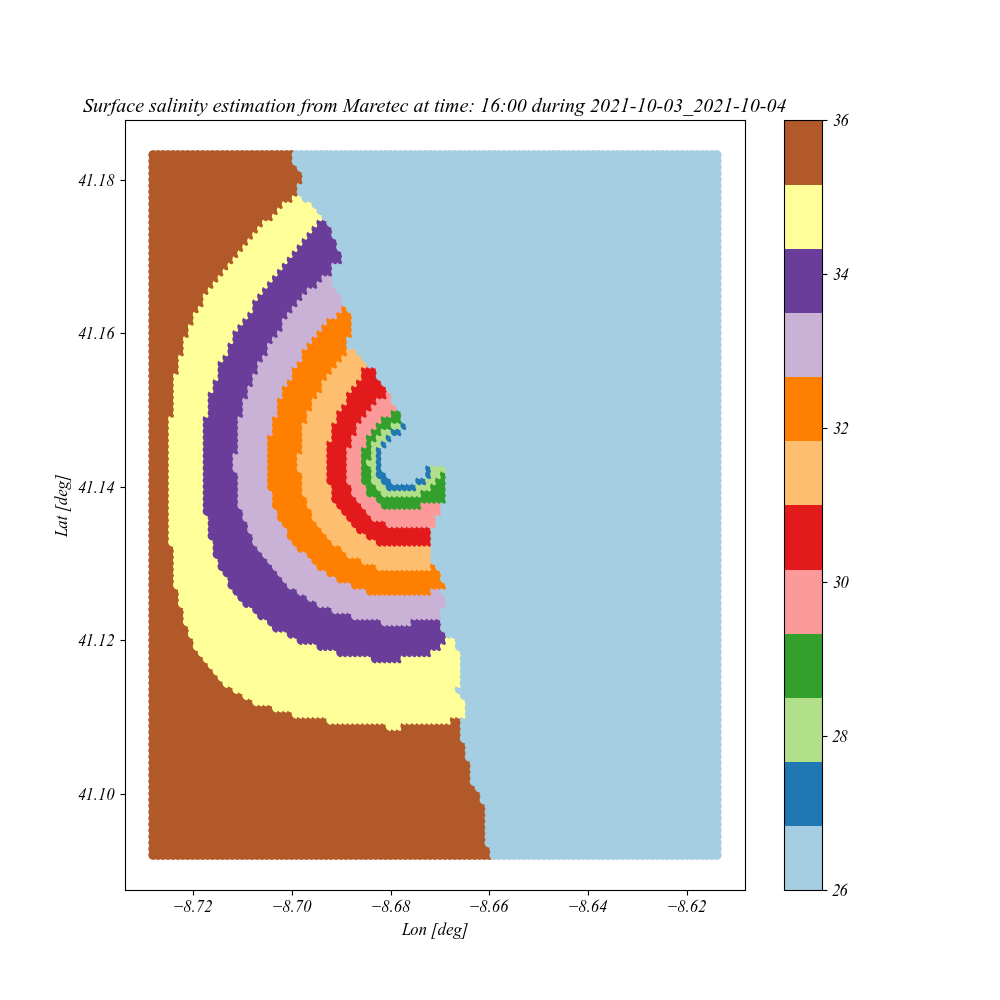 Surface salinity estimation from Maretec at time: 16:00 during 2021-10-03_2021-10-04
36
41.18
34
41.16
32
41.14
Lat [deg]
30
41.12
28
41.10
26
−8.72 −8.70 −8.68 −8.66 −8.64 −8.62
Lon [deg]